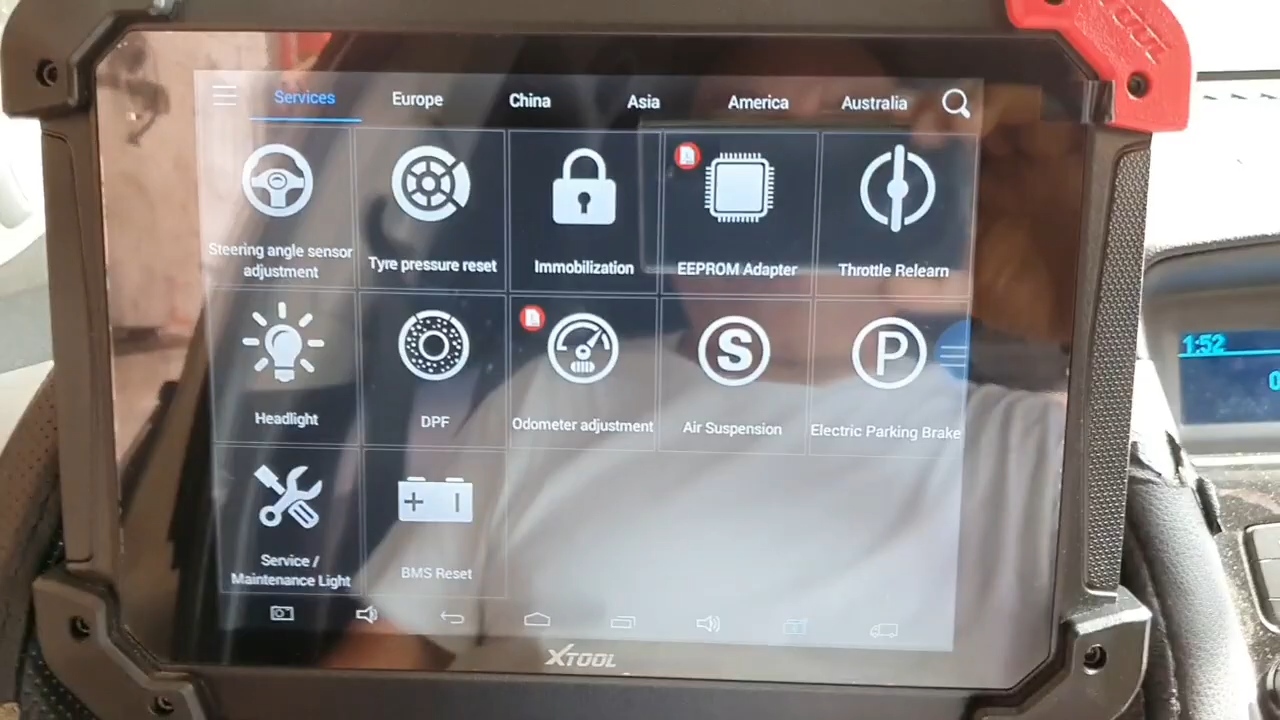 Services
Europe
China
Asia
America
Australia
Steering angle sensor
adjustment
Tyre pressure reset
Immobilization
EEPROM Adapter
Throttle Relearn
Headlight
DPF
Odometer adjustment
S
Air Suspension
P
Electric Parking Brake
Service /
Maintenance Light
BMS Reset
XTOOL
1:52